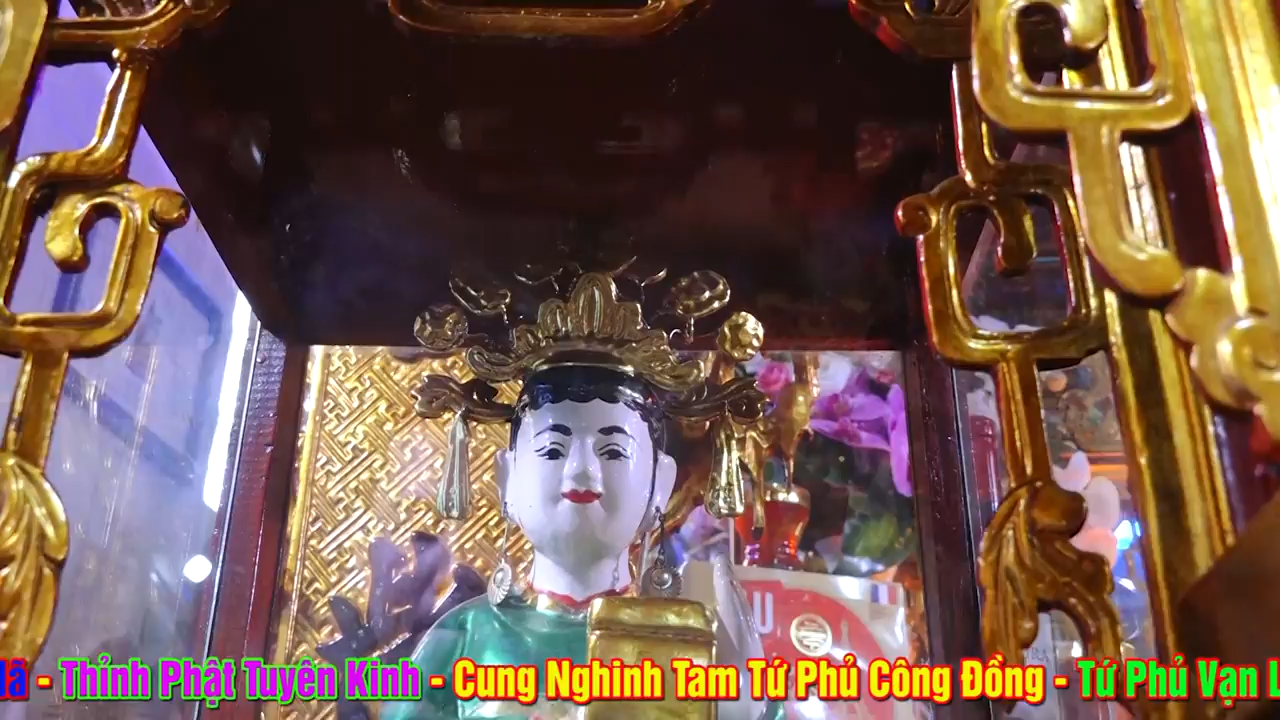 - Thỉnh Phật Tuyên Kinh - Cung Nghinh Tam Tứ Phủ Công Đồng - Tứ Phủ Vạn
U